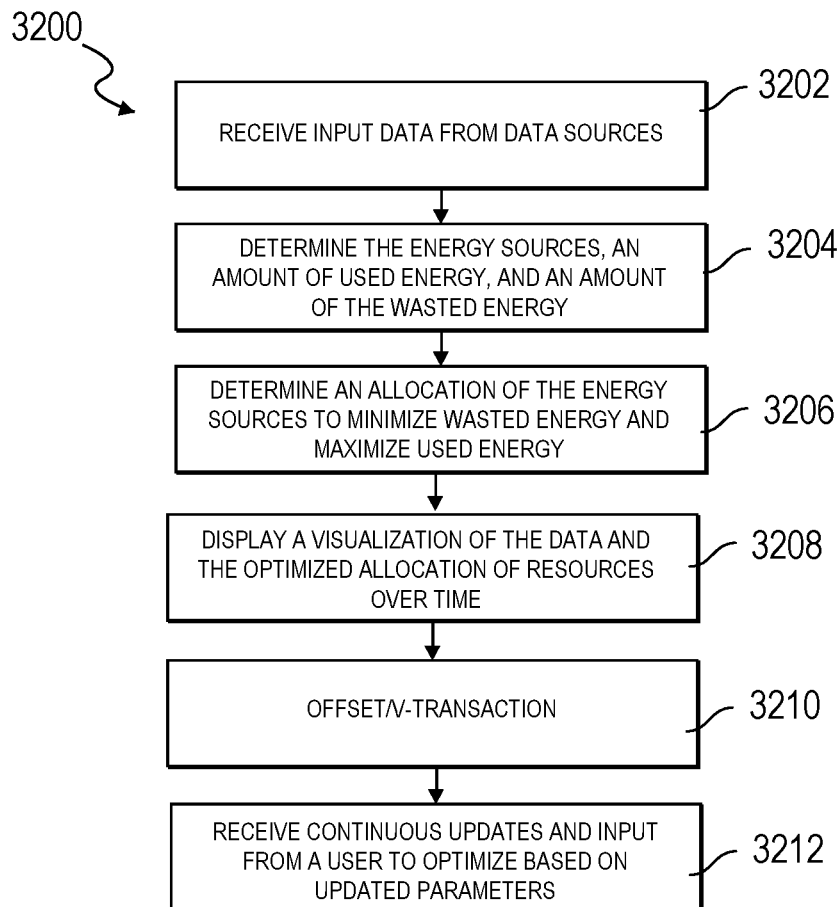 3200
3202
RECEIVE INPUT DATA FROM DATA SOURCES
3204
DETERMINE THE ENERGY SOURCES, AN
AMOUNT OF USED ENERGY, AND AN AMOUNT
OF THE WASTED ENERGY
3206
DETERMINE AN ALLOCATION OF THE ENERGY
SOURCES TO MINIMIZE WASTED ENERGY AND
MAXIMIZE USED ENERGY
3208
DISPLAY A VISUALIZATION OF THE DATA AND
THE OPTIMIZED ALLOCATION OF RESOURCES
OVER TIME
3210
OFFSET/V-TRANSACTION
3212
RECEIVE CONTINUOUS UPDATES AND INPUT
FROM A USER TO OPTIMIZE BASED ON
UPDATED PARAMETERS